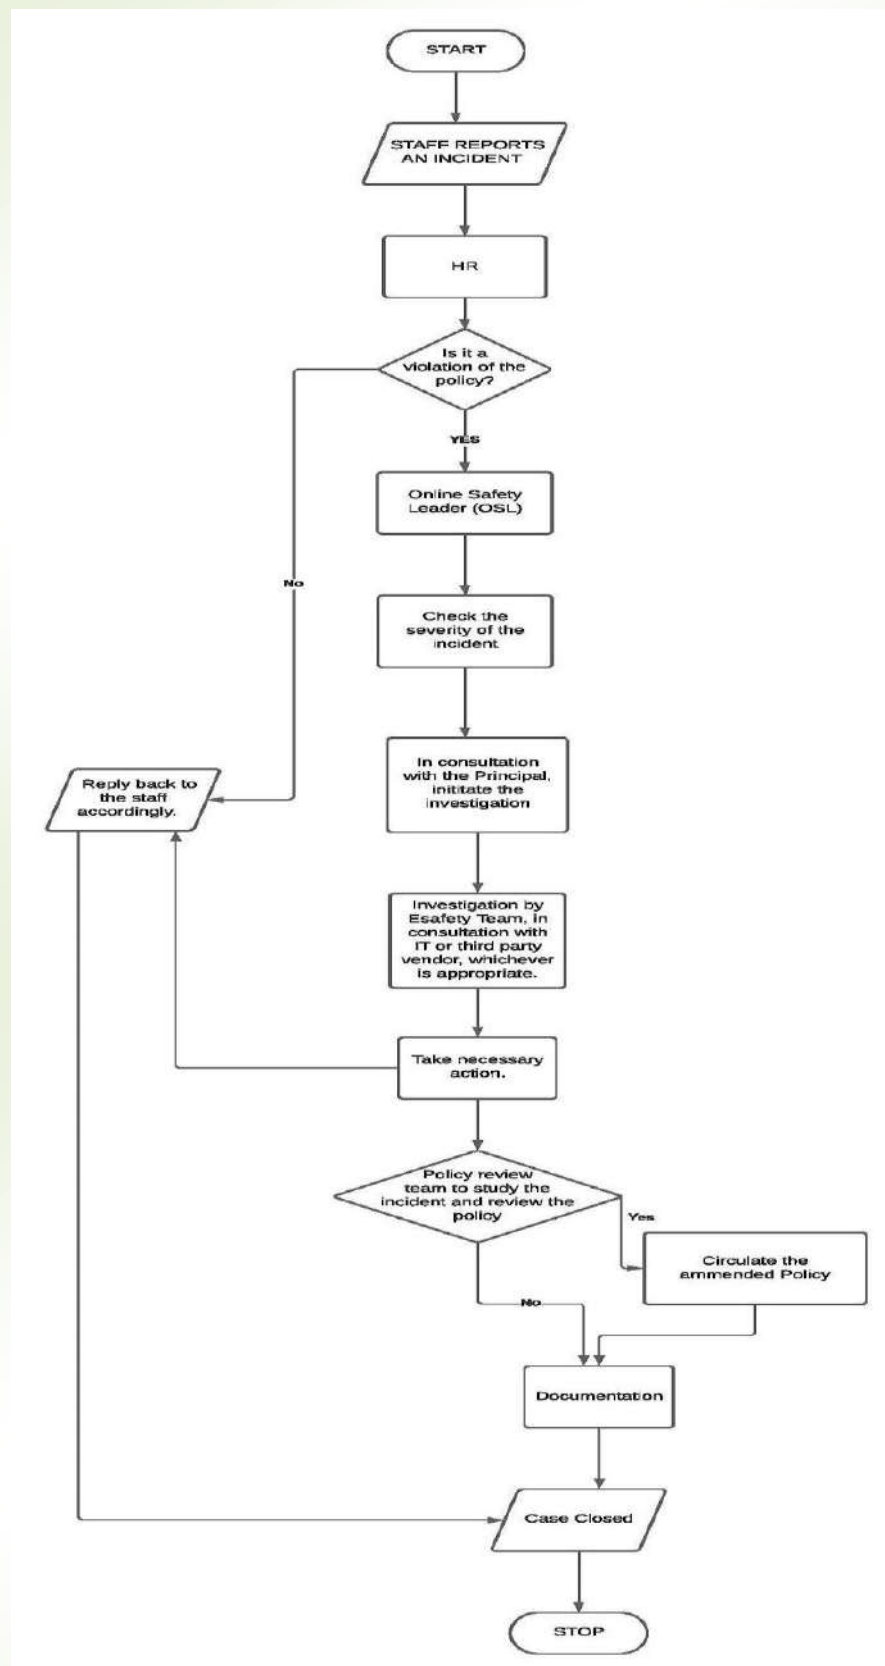 START
STAFF REPORTS
AN INCIDENT
HR
Is it a
violation of the
policy?
YES
Online Safety
Leader (OSL)
No
Check the
severity of the
incident
In consultation
with the Principal,
inititate the
investigation
Reply back to
the staff
accordingly.
Investigation by
Esafety Team, in
consultation with
IT or third party
vendor, whichever
is appropriate.
Take necessary
action.
Policy review
team to study the
incident and review the
policy
Yes
Circulate the
ammended Policy
No
Documentation
Case Closed
STOP